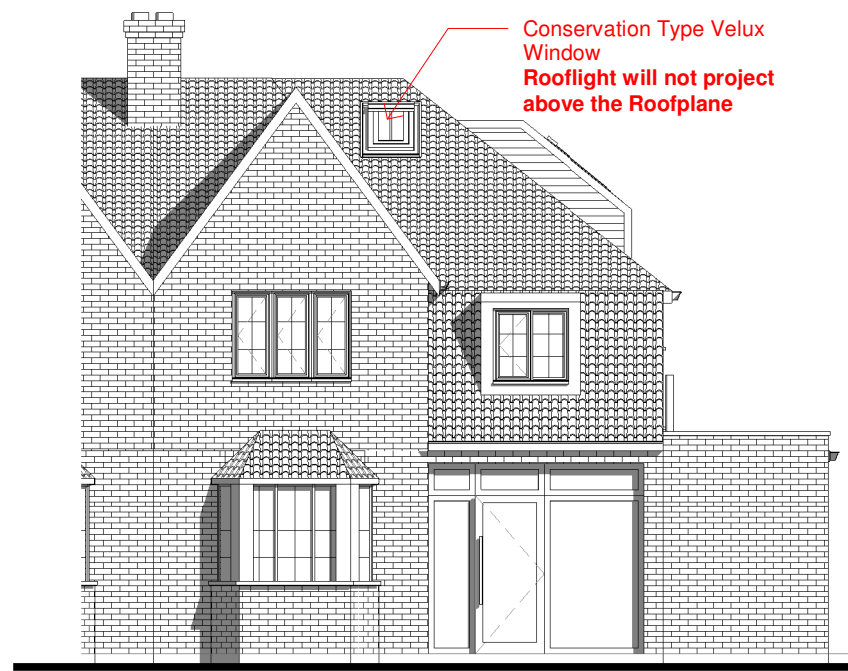 Conservation Type Velux
Window
Rooflight will not project
above the Roofplane